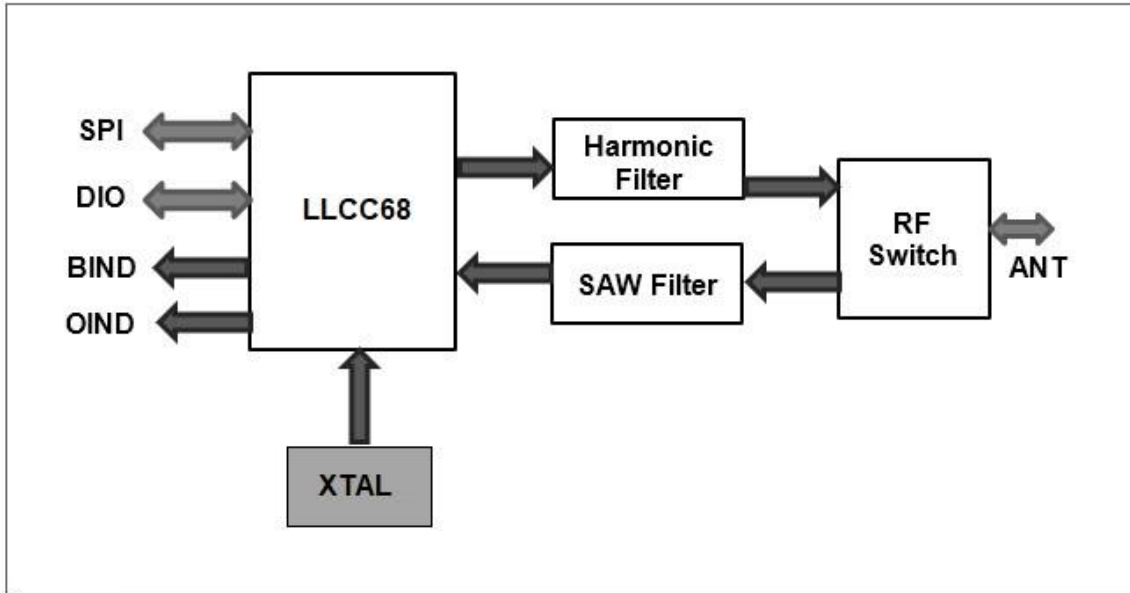 SPI
DIO
BIND
OIND
LLCC68
Harmonic
Filter
SAW Filter
RF
Switch
ANT
XTAL